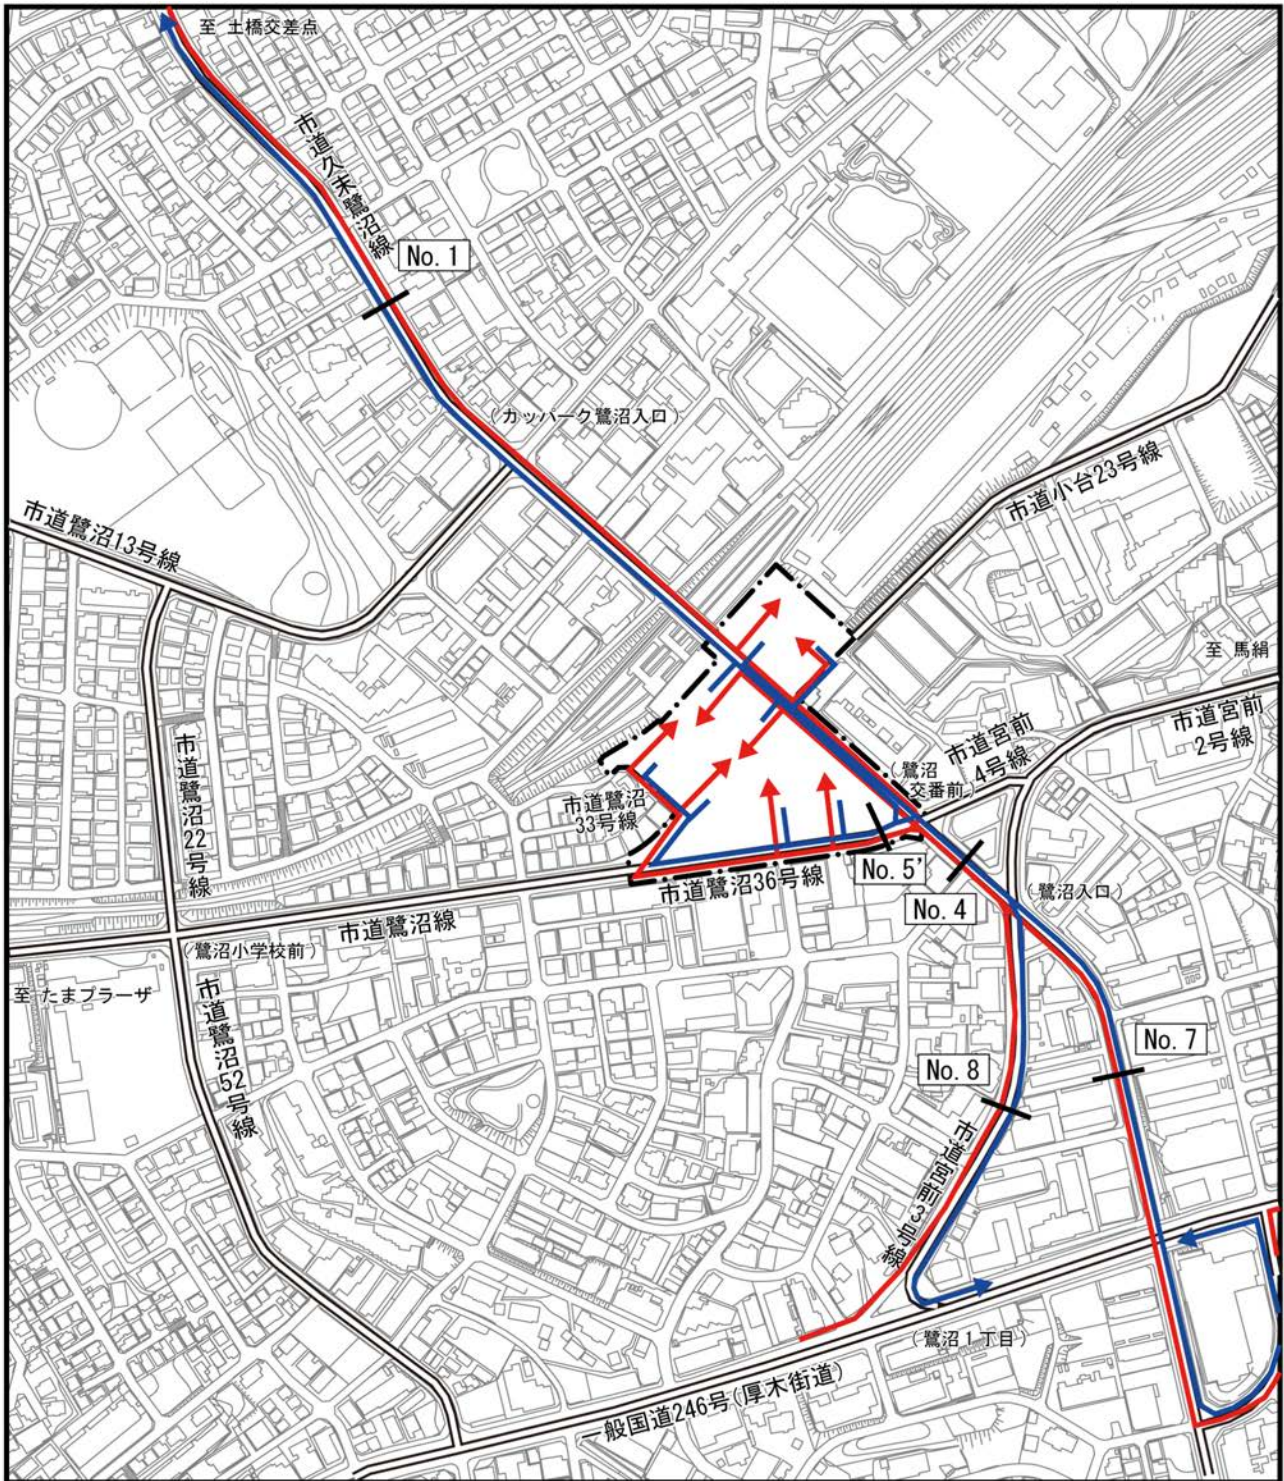 至 土橋交差点
市道久末鷺沼線
No. 1
(カッパーク鷺沼入口)
市道小台23号線
市道鷺沼13号線
至 馬絹
市道宮前
2号線
市道宮前
4号線
(鷺沼
交番前)
市道鷺沼22号線
市道鷺沼
33号線
No. 5'
市道鷺沼36号線
No. 4
(鷺沼入口)
市道鷺沼線
(鷺沼小学校前)
至 たまプラーザ
市道鷺沼52号線
No. 7
No. 8
市道宮前3号線
(鷺沼1丁目)
一般国道246号(厚木街道)